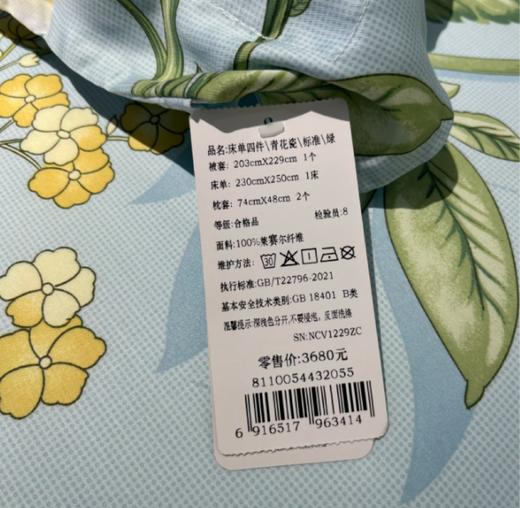 品名:床单四件\青花瓷\标准\绿
被套: 203cmX229cm 1个
床单: 230cmX250cm 1床
枕套: 74cmX48cm 2个
等级:合格品 检验员:8
面料:100%莱赛尔纤维
维护方法:
执行标准:GB/T22796-2021
基本安全技术类别:GB 18401 B类
温馨提示:深浅色分开,不要浸泡, 反面洗涤
SN:NCV1229ZC
零售价:3680元
8110054432055
6 916517 963414